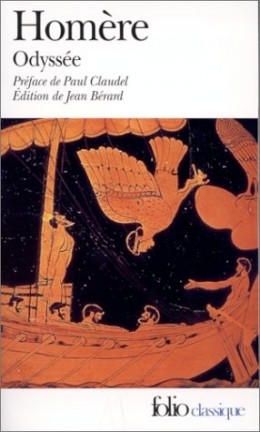 Homère
Odyssée
Préface de Paul Claudel
Édition de Jean Bérard
folio classique